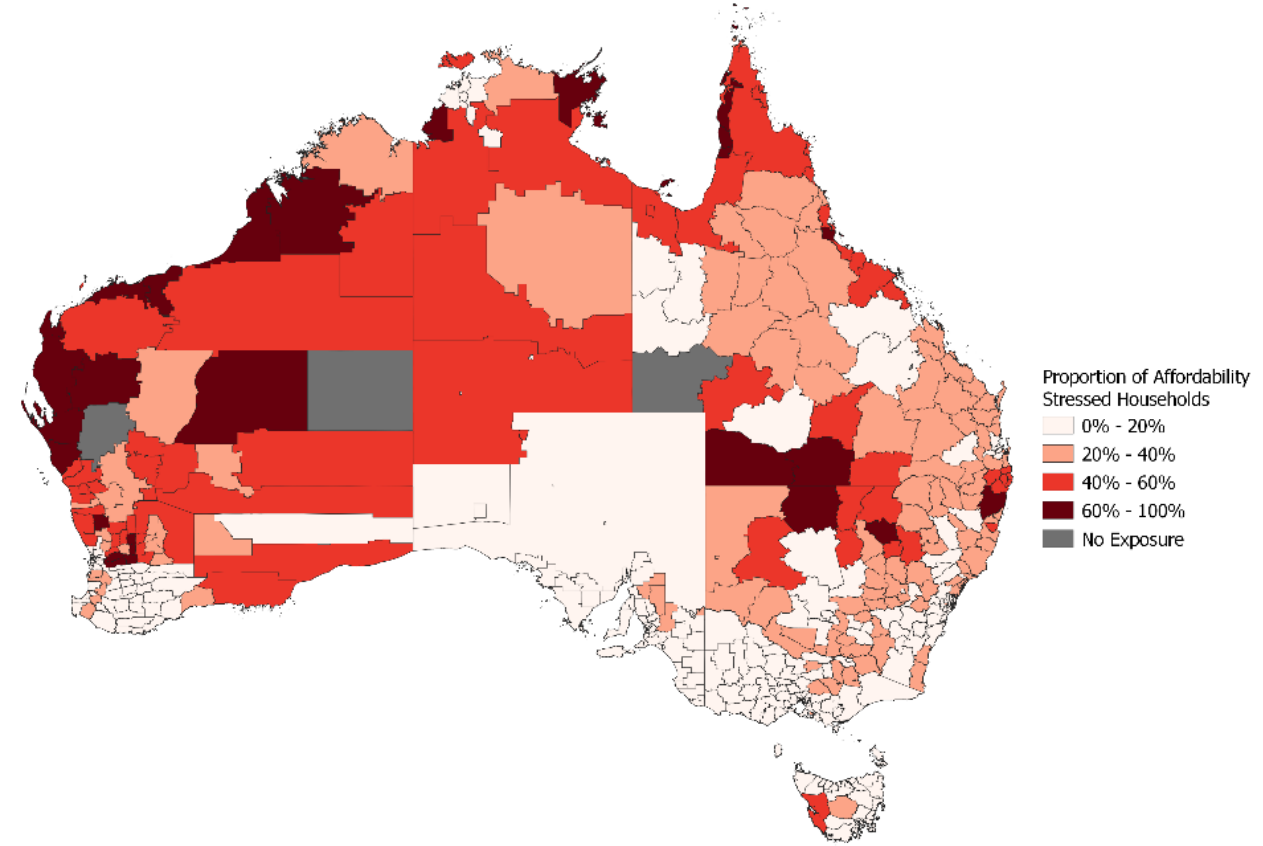 Proportion of Affordability
Stressed Households
0% - 20%
20% - 40%
40% - 60%
60% - 100%
No Exposure